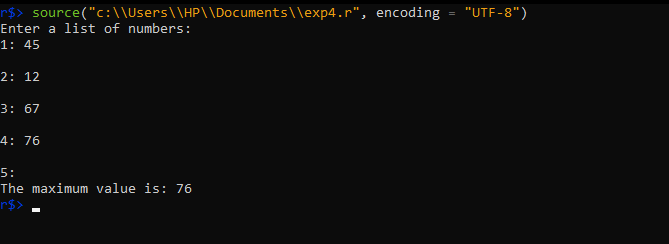 r$> source("c:\\Users\\HP\\Documents\\exp4.r", encoding = "UTF-8")
Enter a list of numbers:
1: 45
2: 12
3: 67
4: 76
5:
The maximum value is: 76
r$>